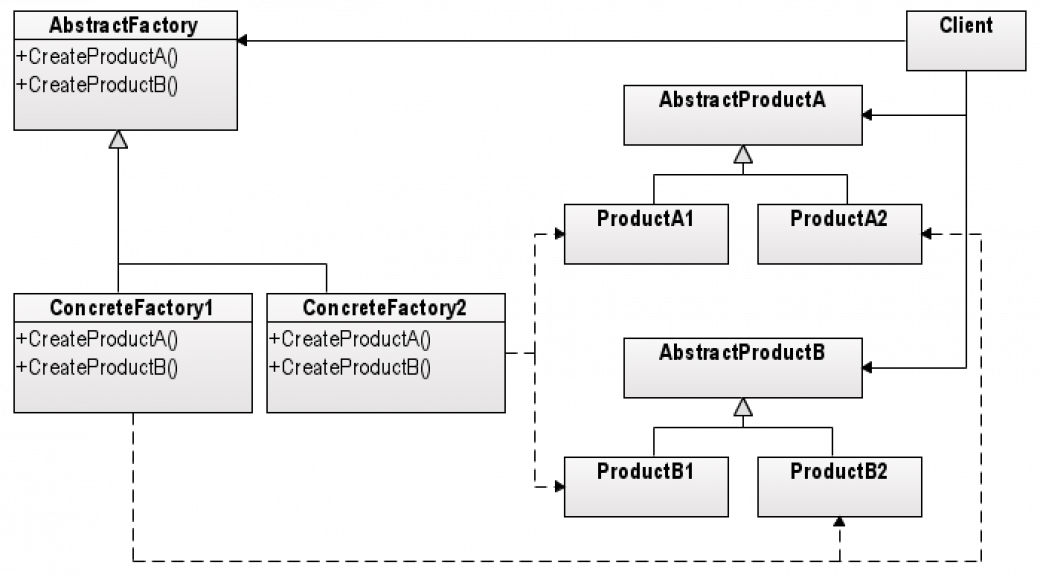 AbstractFactory
+CreateProductA()
+CreateProductB()
Client
AbstractProductA
ProductA1
ProductA2
ConcreteFactory1
+CreateProductA()
+CreateProductB()
ConcreteFactory2
+CreateProductA()
+CreateProductB()
AbstractProductB
ProductB1
ProductB2